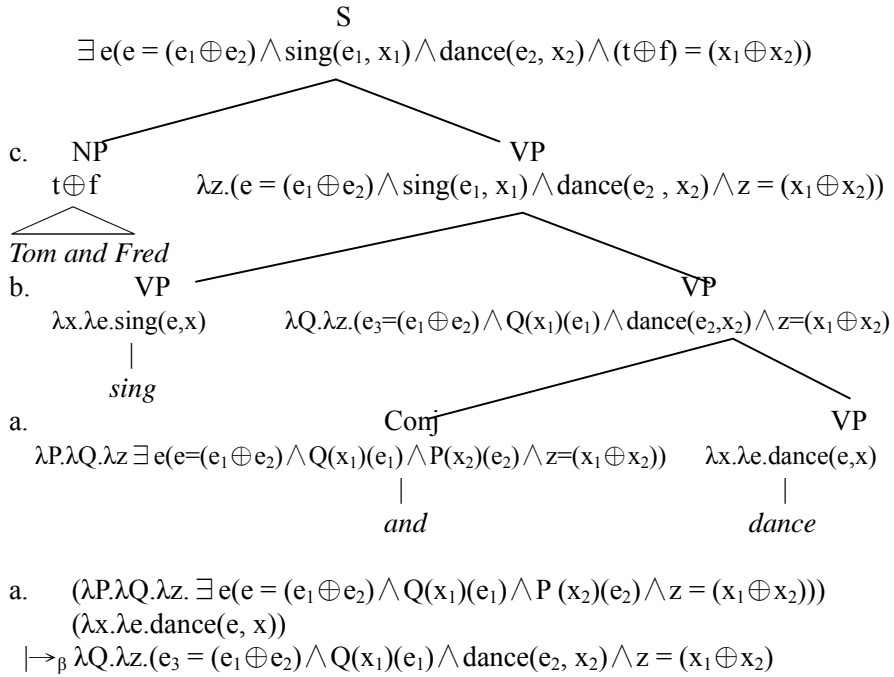 S
∃e(e = (e₁⊕e₂)∧sing(e₁, x₁)∧dance(e₂, x₂)∧(t⊕f) = (x₁⊕x₂))
c. NP VP
t⊕f λz.(e = (e₁⊕e₂)∧sing(e₁, x₁)∧dance(e₂ , x₂)∧z = (x₁⊕x₂))
Tom and Fred
b. VP VP
λx.λe.sing(e,x) λQ.λz.(e₃=(e₁⊕e₂)∧Q(x₁)(e₁)∧dance(e₂,x₂)∧z=(x₁⊕x₂)
|
sing
a. Conj VP
λP.λQ.λz∃e(e=(e₁⊕e₂)∧Q(x₁)(e₁)∧P(x₂)(e₂)∧z=(x₁⊕x₂)) λx.λe.dance(e,x)
| |
and dance
a. (λP.λQ.λz.∃e(e = (e₁⊕e₂)∧Q(x₁)(e₁)∧P (x₂)(e₂)∧z = (x₁⊕x₂)))
(λx.λe.dance(e, x))
|→β λQ.λz.(e₃ = (e₁⊕e₂)∧Q(x₁)(e₁)∧dance(e₂, x₂)∧z = (x₁⊕x₂)